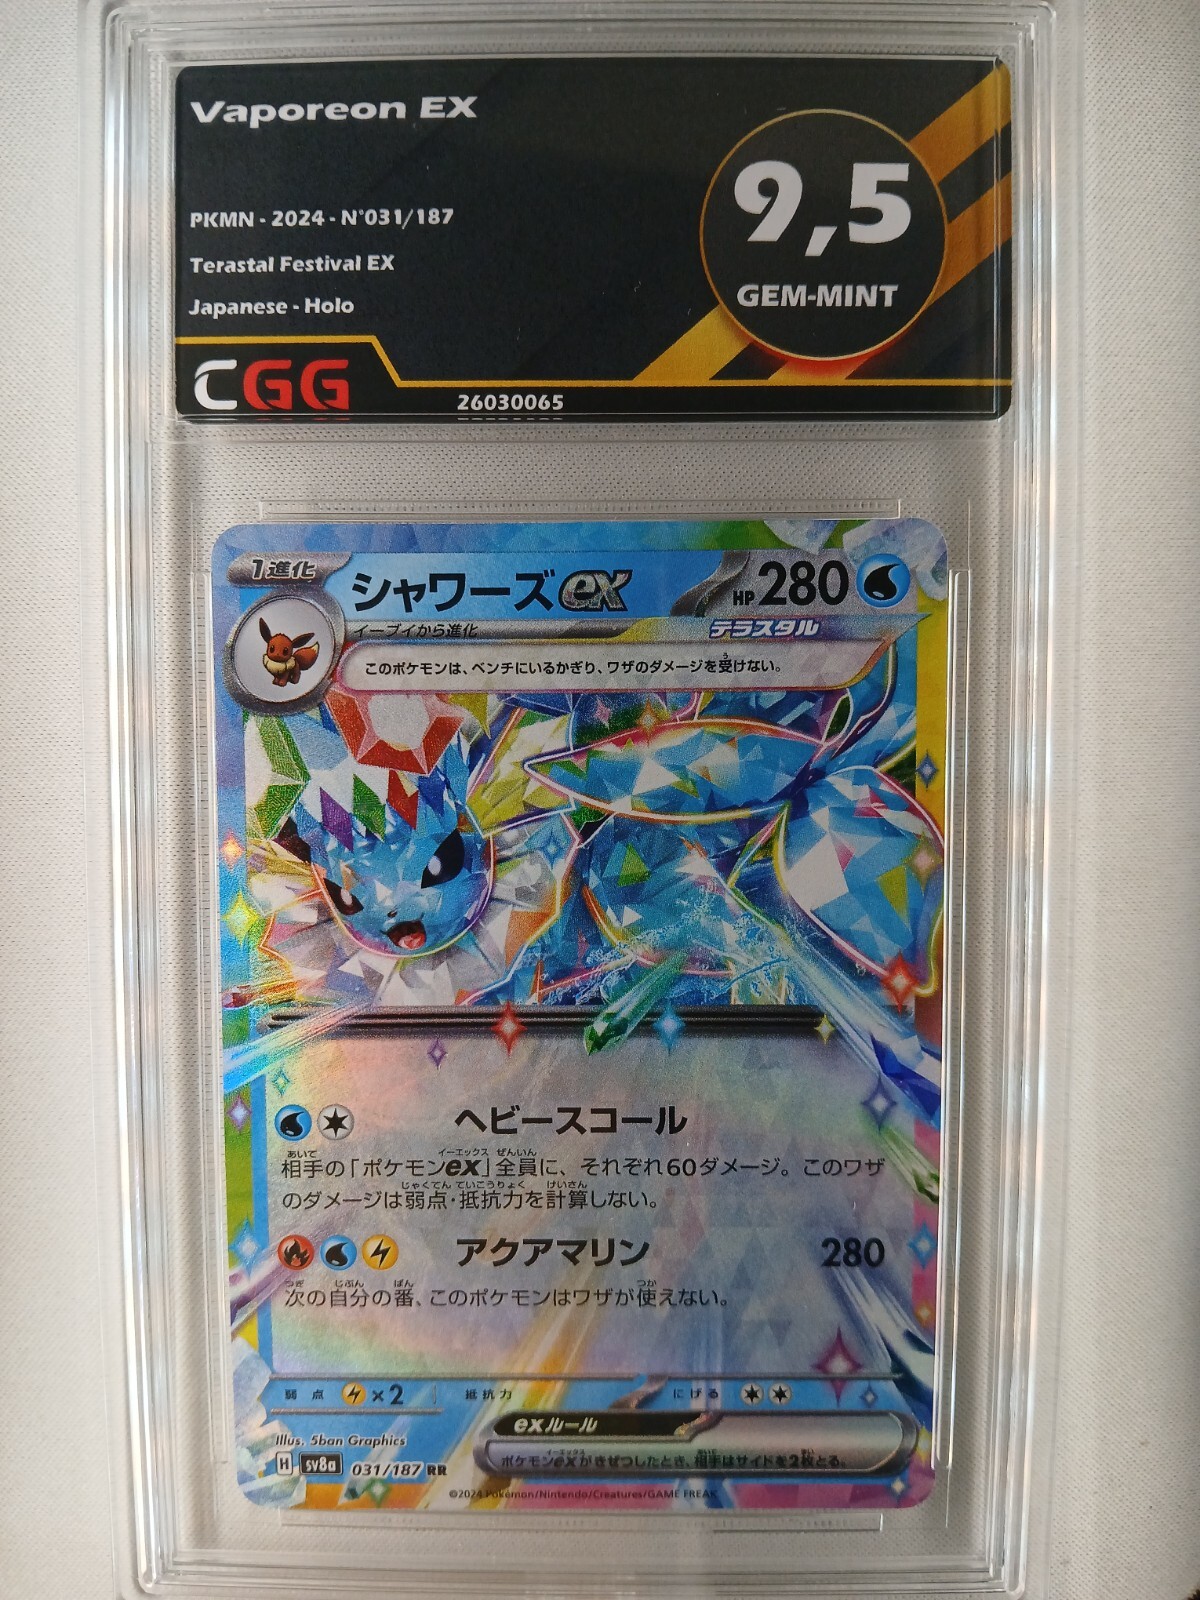 Vaporeon EX
PKMN - 2024 - N°031/187
Terastal Festival EX
Japanese - Holo
9,5
GEM-MINT
CGG
26030065
1進化
シャワーズex
HP280
イーブイから進化
テラスタル
このポケモンは、ベンチにいるかぎり、ワザのダメージを受けない。
ヘビースコール
相手の「ポケモンex」全員に、それぞれ60ダメージ。このワザ
のダメージは弱点・抵抗力を計算しない。
アクアマリン 280
次の自分の番、このポケモンはワザが使えない。
弱点 ×2 抵抗力 にげる
exルール
ポケモンexがきぜつしたとき、相手はサイドを2枚とる。
Illus. 5ban Graphics
H sv8a 031/187 RR
©2024 Pokémon/Nintendo/Creatures/GAME FREAK